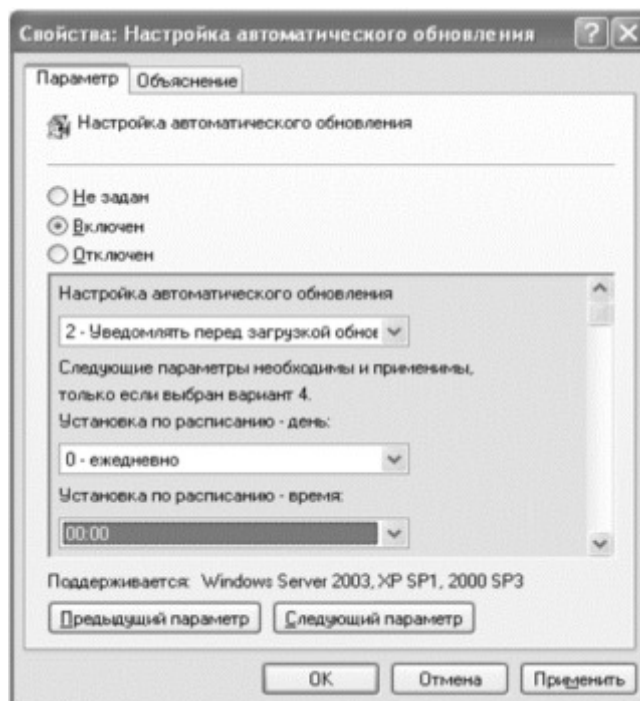 Свойства: Настройка автоматического обновления
Параметр Объяснение
Настройка автоматического обновления
Не задан
Включен
Отключен
Настройка автоматического обновления
2 - Уведомлять перед загрузкой обнов
Следующие параметры необходимы и применимы,
только если выбран вариант 4.
Установка по расписанию - день:
0 - ежедневно
Установка по расписанию - время:
00:00
Поддерживается: Windows Server 2003, XP SP1, 2000 SP3
Предыдущий параметр Следующий параметр
OK Отмена Применить